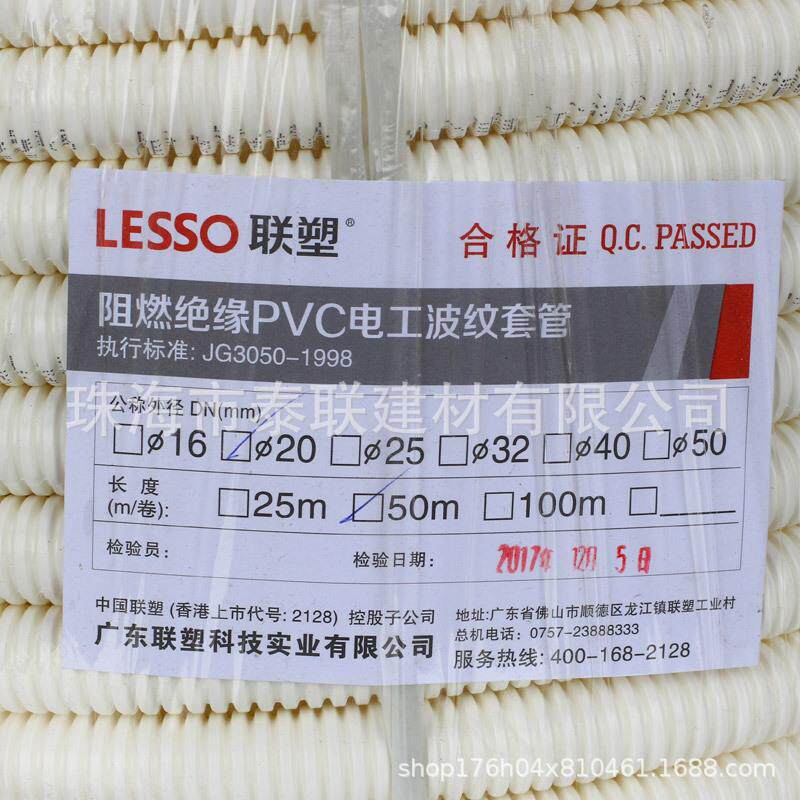 LESSO 联塑®
合格证 Q.C. PASSED
阻燃绝缘PVC电工波纹套管
执行标准: JG3050-1998
珠海市泰联建材有限公司
公称外径 DN(mm)
□ø16 □ø20 □ø25 □ø32 □ø40 □ø50
长度 (m/卷): □25m □50m □100m □____
检验员: 检验日期: 2017年 12月 5日
中国联塑 (香港上市代号: 2128) 控股子公司
广东联塑科技实业有限公司
地址:广东省佛山市顺德区龙江镇联塑工业村
总机电话: 0757-23888333
服务热线: 400-168-2128
shop176h04x810461.1688.com